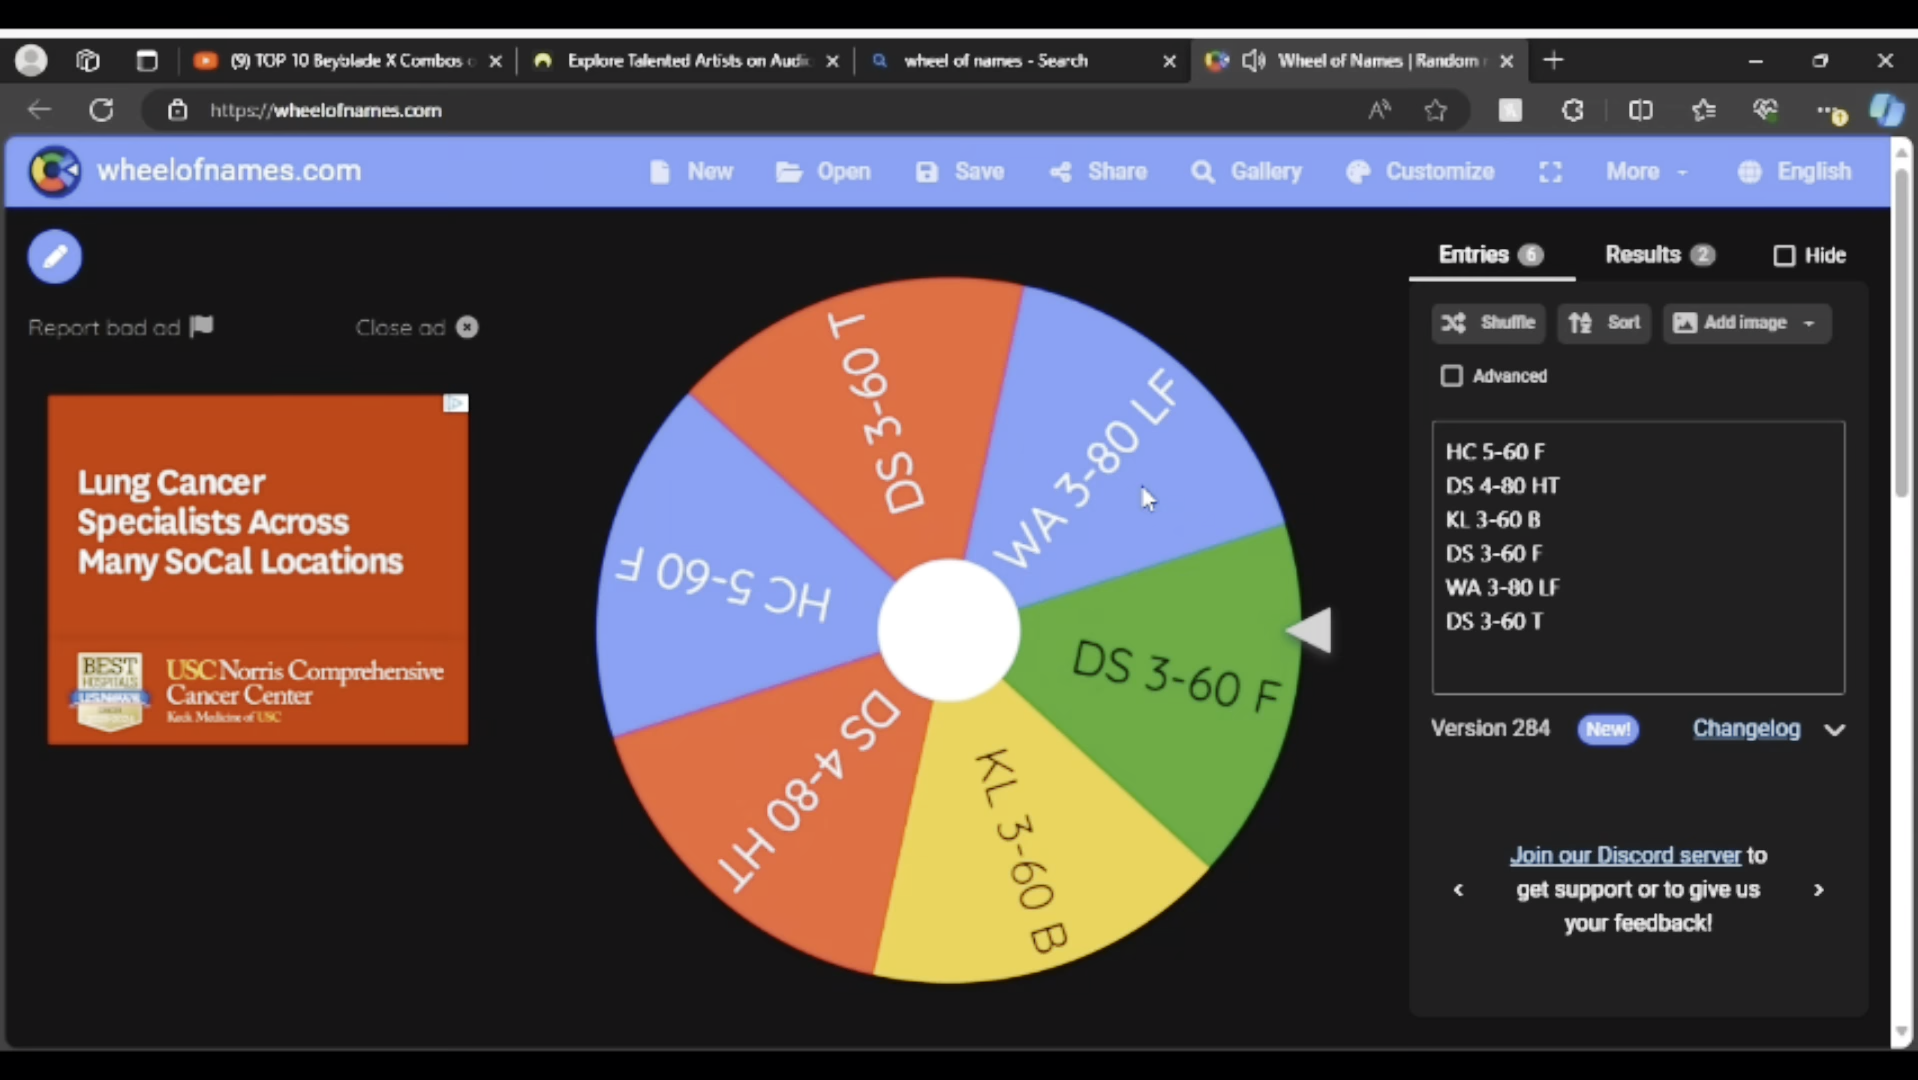 (9) TOP 10 Beyblade X Combos
Explore Talented Artists on Audi
wheel of names - Search
Wheel of Names | Random
https://wheelofnames.com
wheelofnames.com
New
Open
Save
Share
Gallery
Customize
More
English
Entries 6
Results 2
Hide
Report bad ad
Close ad
Shuffle
Sort
Add image
Advanced
Lung Cancer
Specialists Across
Many SoCal Locations
BEST
HOSPITALS
USC Norris Comprehensive
Cancer Center
Keck Medicine of USC
DS 3-60 T
WA 3-80 LF
HC 5-60 F
DS 3-60 F
DS 4-80 HT
KL 3-60 B
HC 5-60 F
DS 4-80 HT
KL 3-60 B
DS 3-60 F
WA 3-80 LF
DS 3-60 T
Version 284
New!
Changelog
Join our Discord server to
get support or to give us
your feedback!